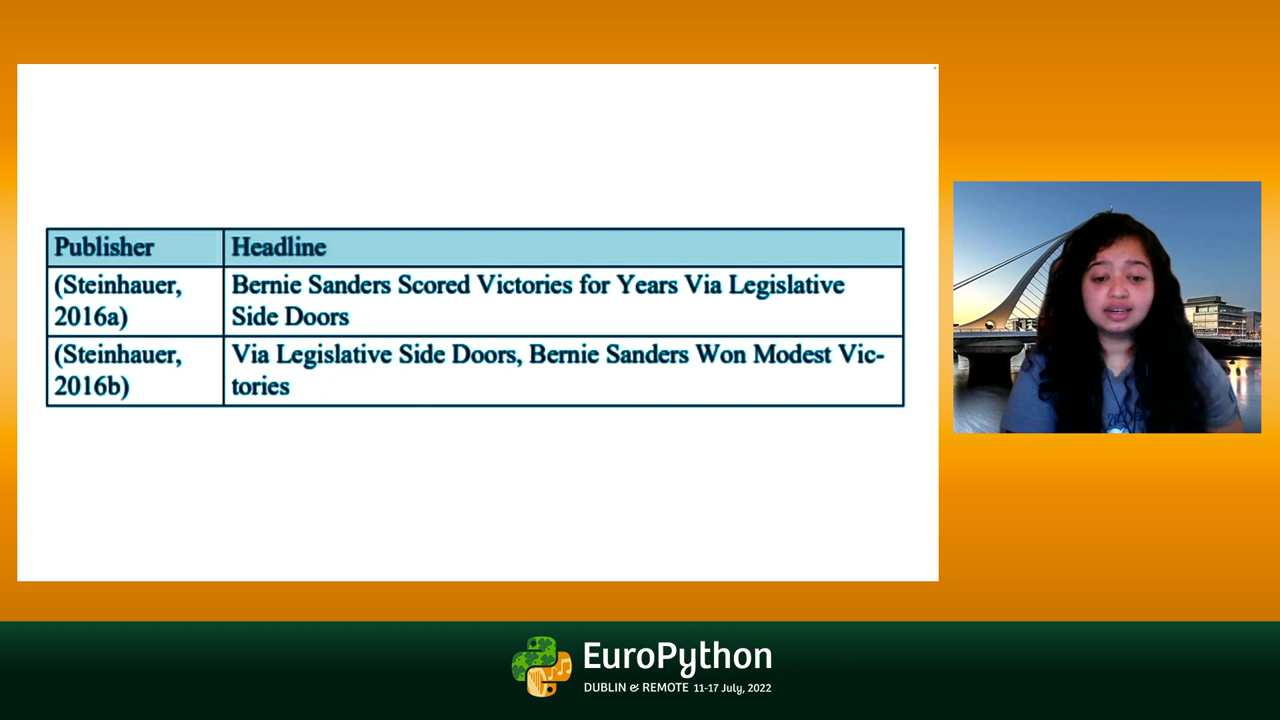 Publisher
Headline
(Steinhauer,
2016a)
Bernie Sanders Scored Victories for Years Via Legislative
Side Doors
(Steinhauer,
2016b)
Via Legislative Side Doors, Bernie Sanders Won Modest Vic-
tories
EuroPython
DUBLIN & REMOTE 11-17 July, 2022